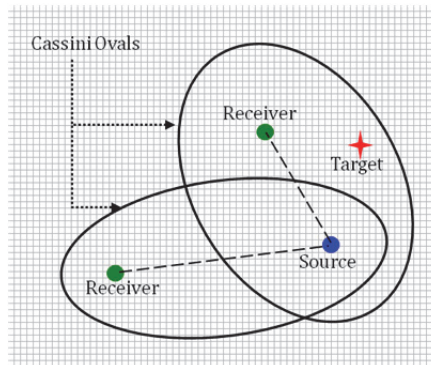 Cassini Ovals
Receiver
Target
Source
Receiver